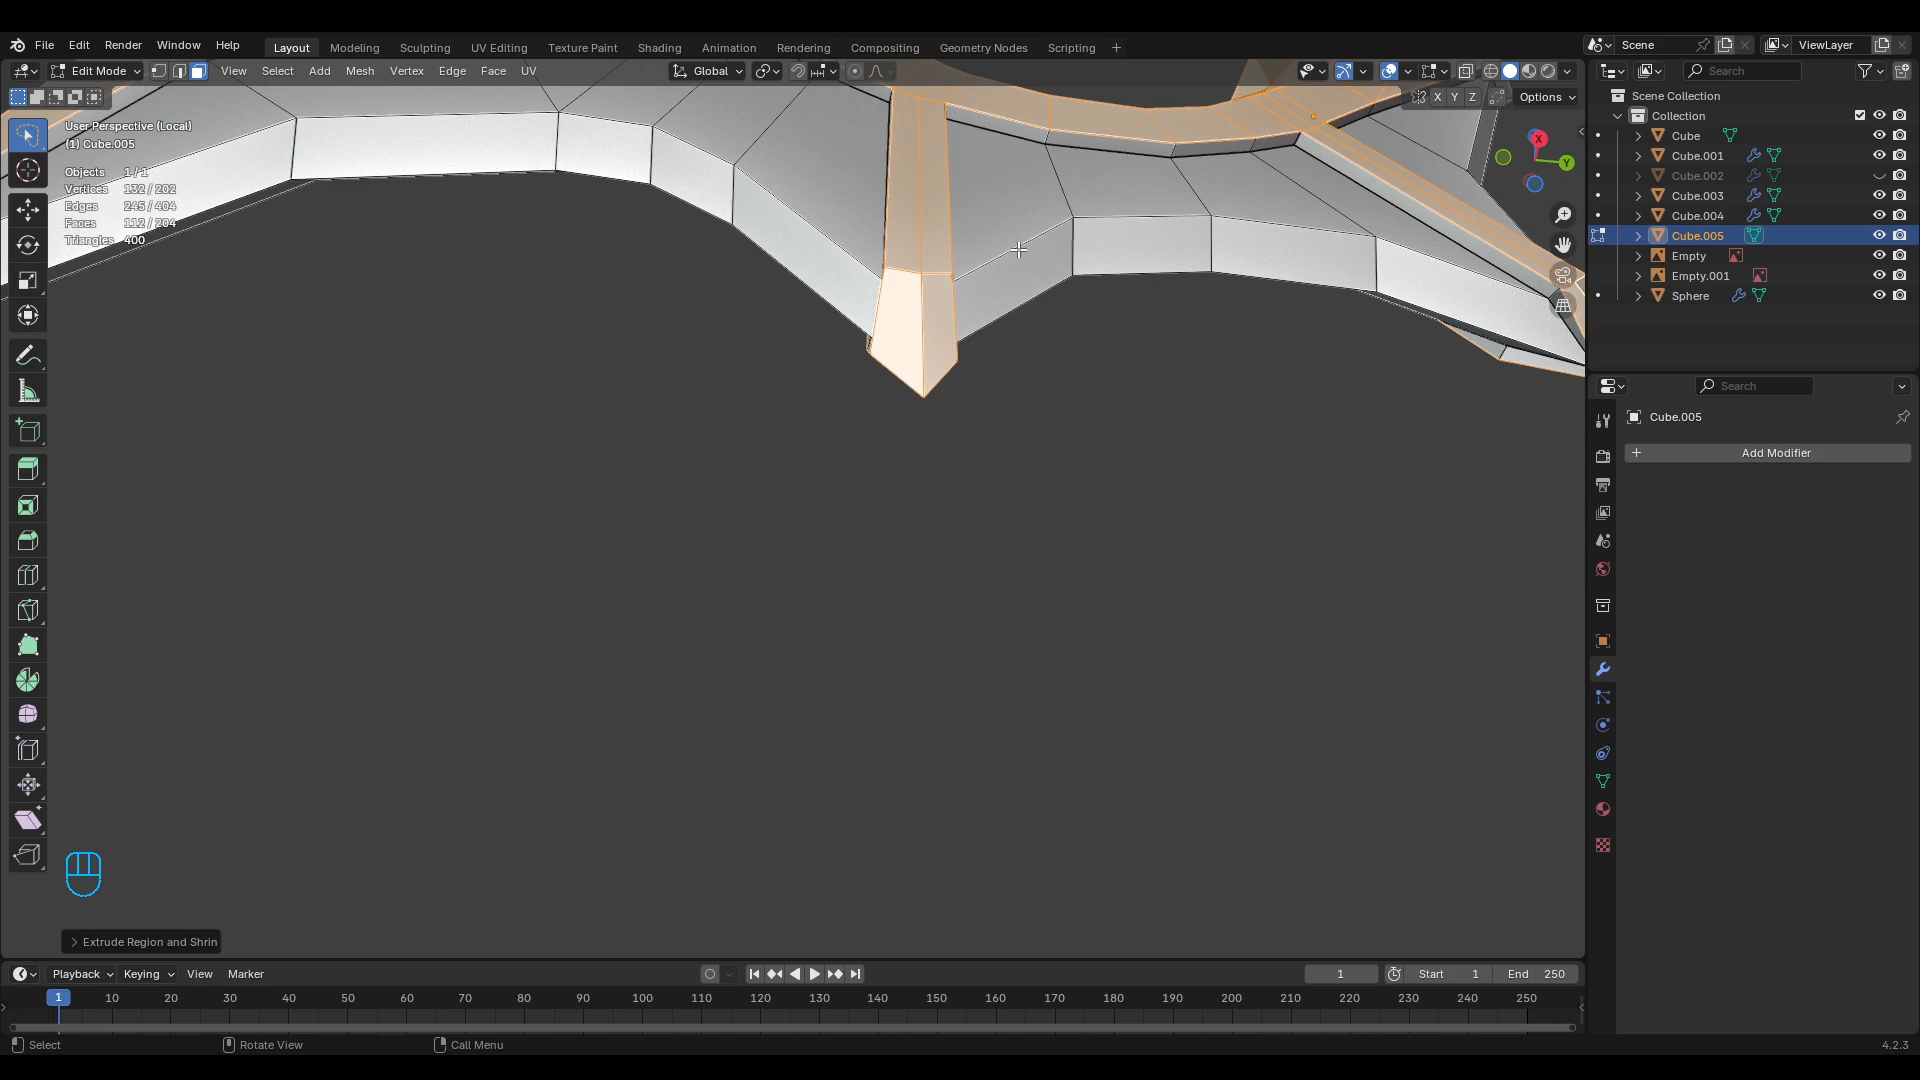 File Edit Render Window Help Layout Modeling Sculpting UV Editing Texture Paint Shading Animation Rendering Compositing Geometry Nodes Scripting + Scene ViewLayer
Edit Mode View Select Add Mesh Vertex Edge Face UV Global Search
X Y Z Options
Scene Collection
Collection
Cube
Cube.001
Cube.002
Cube.003
Cube.004
Cube.005
Empty
Empty.001
Sphere
User Perspective (Local)
(1) Cube.005
Objects 1/1
Vertices 132 / 202
Edges 245 / 404
Faces 112 / 204
Triangles 400
X
Y
Search
Cube.005
Add Modifier
Extrude Region and Shrin
Playback Keying View Marker 1 Start 1 End 250
1 10 20 30 40 50 60 70 80 90 100 110 120 130 140 150 160 170 180 190 200 210 220 230 240 250
Select Rotate View Call Menu 4.2.3